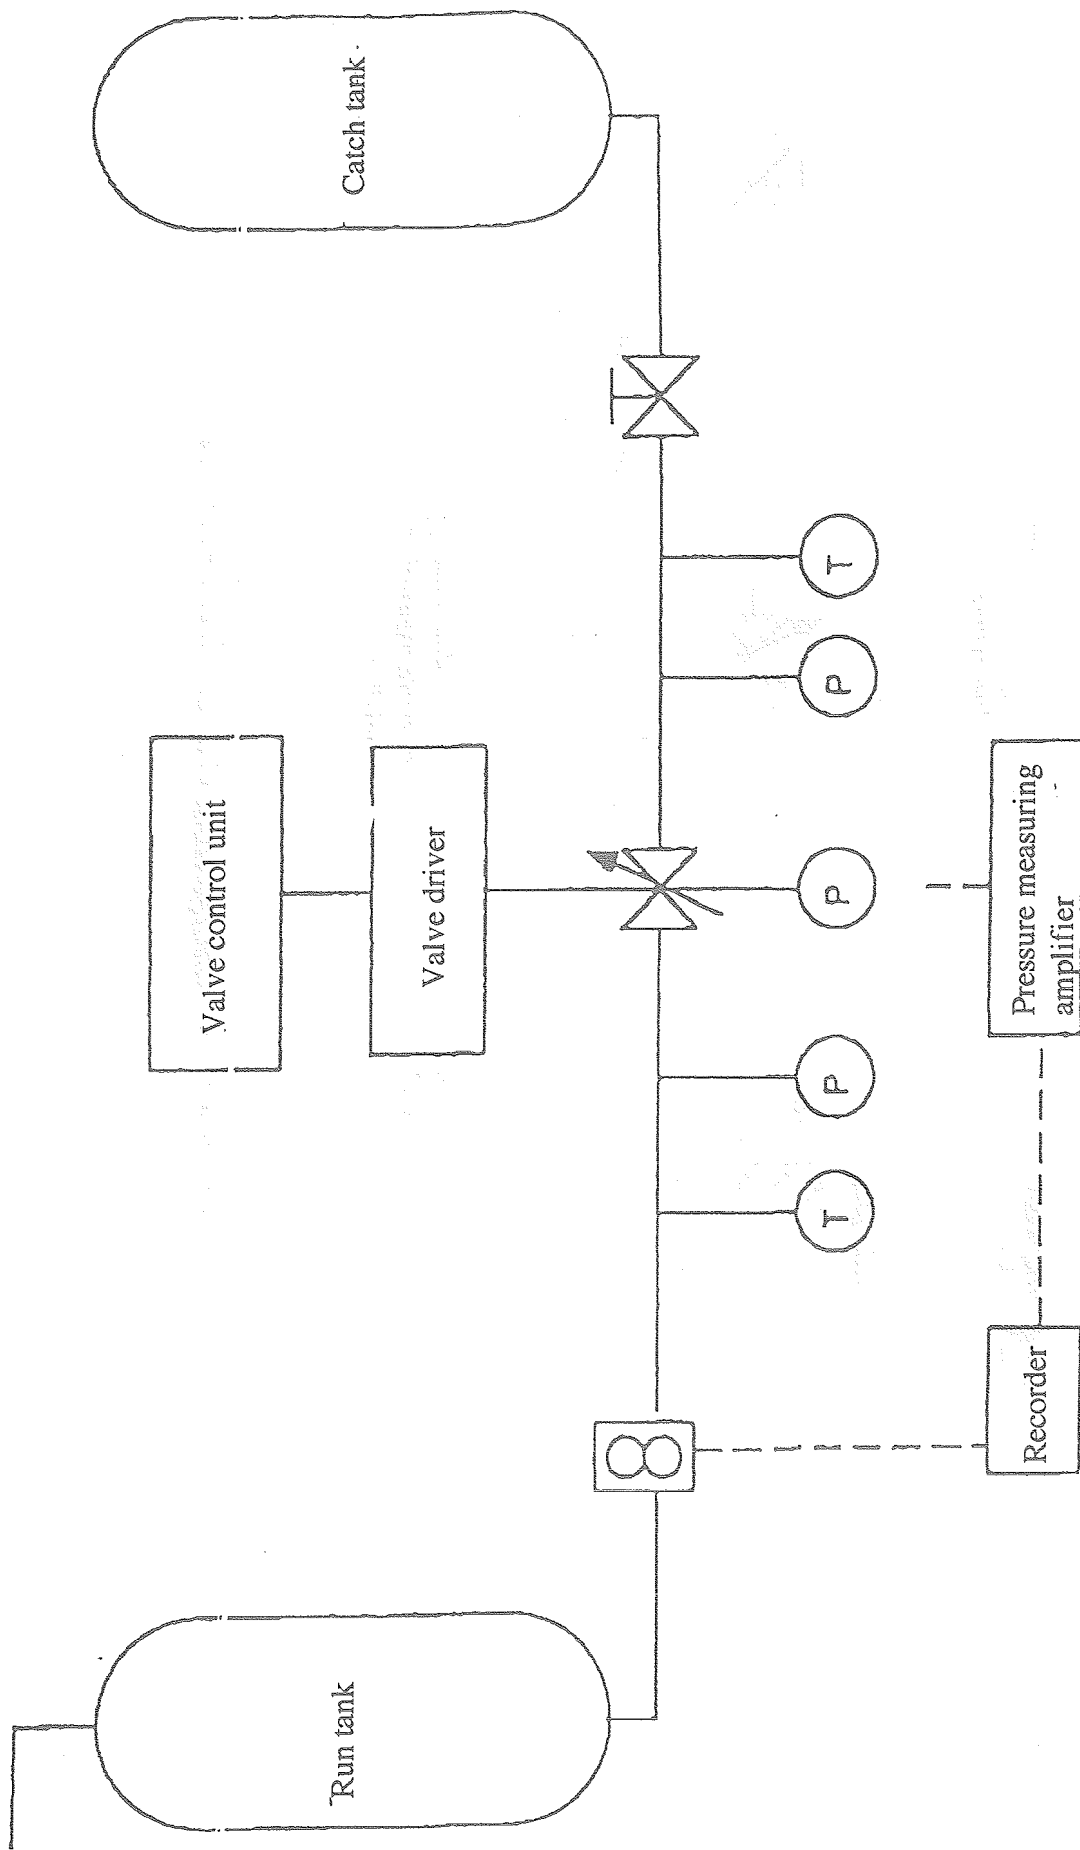 Run tank
Valve control unit
Valve driver
Catch tank
T
P
P
P
T
Recorder
Pressure measuring
amplifier